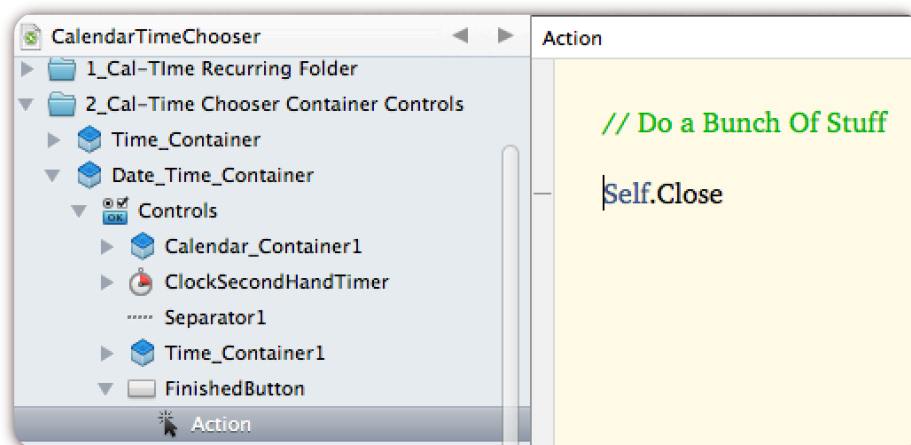 CalendarTimeChooser
1_Cal-TIme Recurring Folder
2_Cal-Time Chooser Container Controls
Time_Container
Date_Time_Container
Controls
OK
Calendar_Container1
ClockSecondHandTimer
Separator1
Time_Container1
FinishedButton
Action
Action
// Do a Bunch Of Stuff
Self.Close